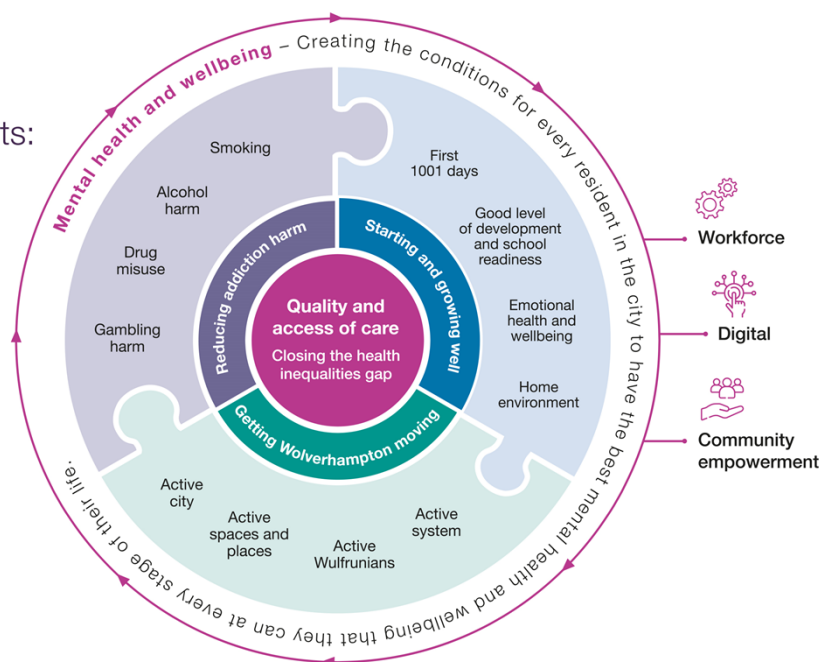 ts:
Mental health and wellbeing – Creating the conditions for every resident in the city to have the best mental health and wellbeing that they can at every stage of their life.
Smoking
Alcohol
harm
Drug
misuse
Gambling
harm
First
1001 days
Good level
of development
and school
readiness
Emotional
health and
wellbeing
Home
environment
Reducing addiction harm
Starting and growing well
Getting Wolverhampton moving
Quality and
access of care
Closing the health
inequalities gap
Active
city
Active
spaces and
places
Active
Wulfrunians
Active
system
Workforce
Digital
Community
empowerment